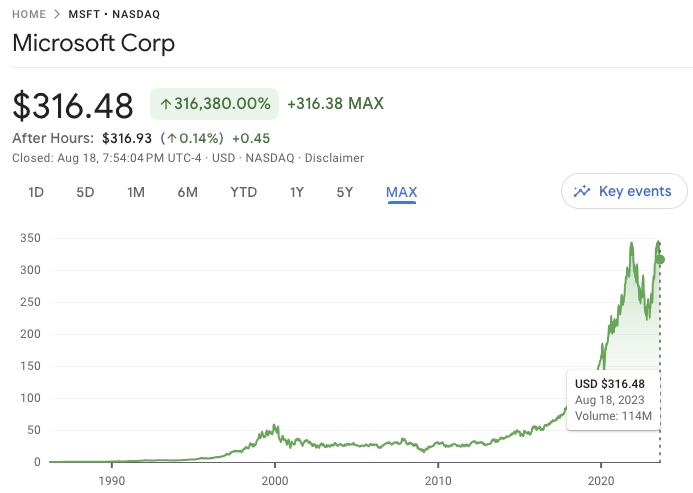 HOME > MSFT • NASDAQ
Microsoft Corp
$316.48 ↑316,380.00% +316.38 MAX
After Hours: $316.93 (↑0.14%) +0.45
Closed: Aug 18, 7:54:04 PM UTC-4 · USD · NASDAQ · Disclaimer
1D 5D 1M 6M YTD 1Y 5Y MAX Key events
350
300
250
200
150
100
50
0
USD $316.48
Aug 18, 2023
Volume: 114M
1990 2000 2010 2020